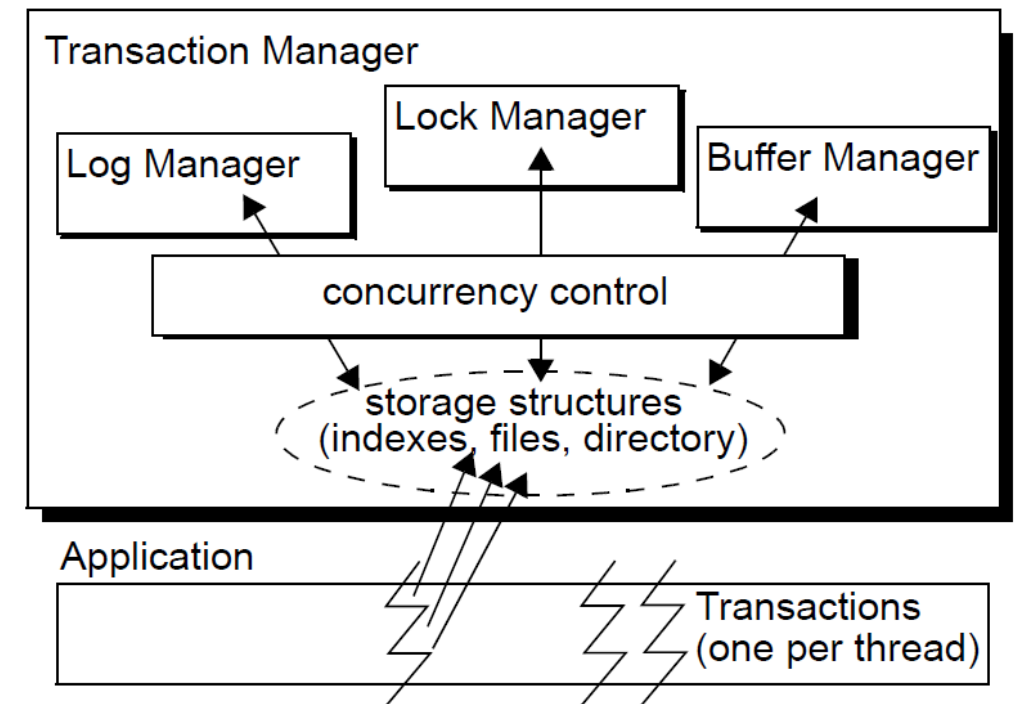 Transaction Manager
Lock Manager
Log Manager
Buffer Manager
concurrency control
storage structures
(indexes, files, directory)
Application
Transactions
(one per thread)